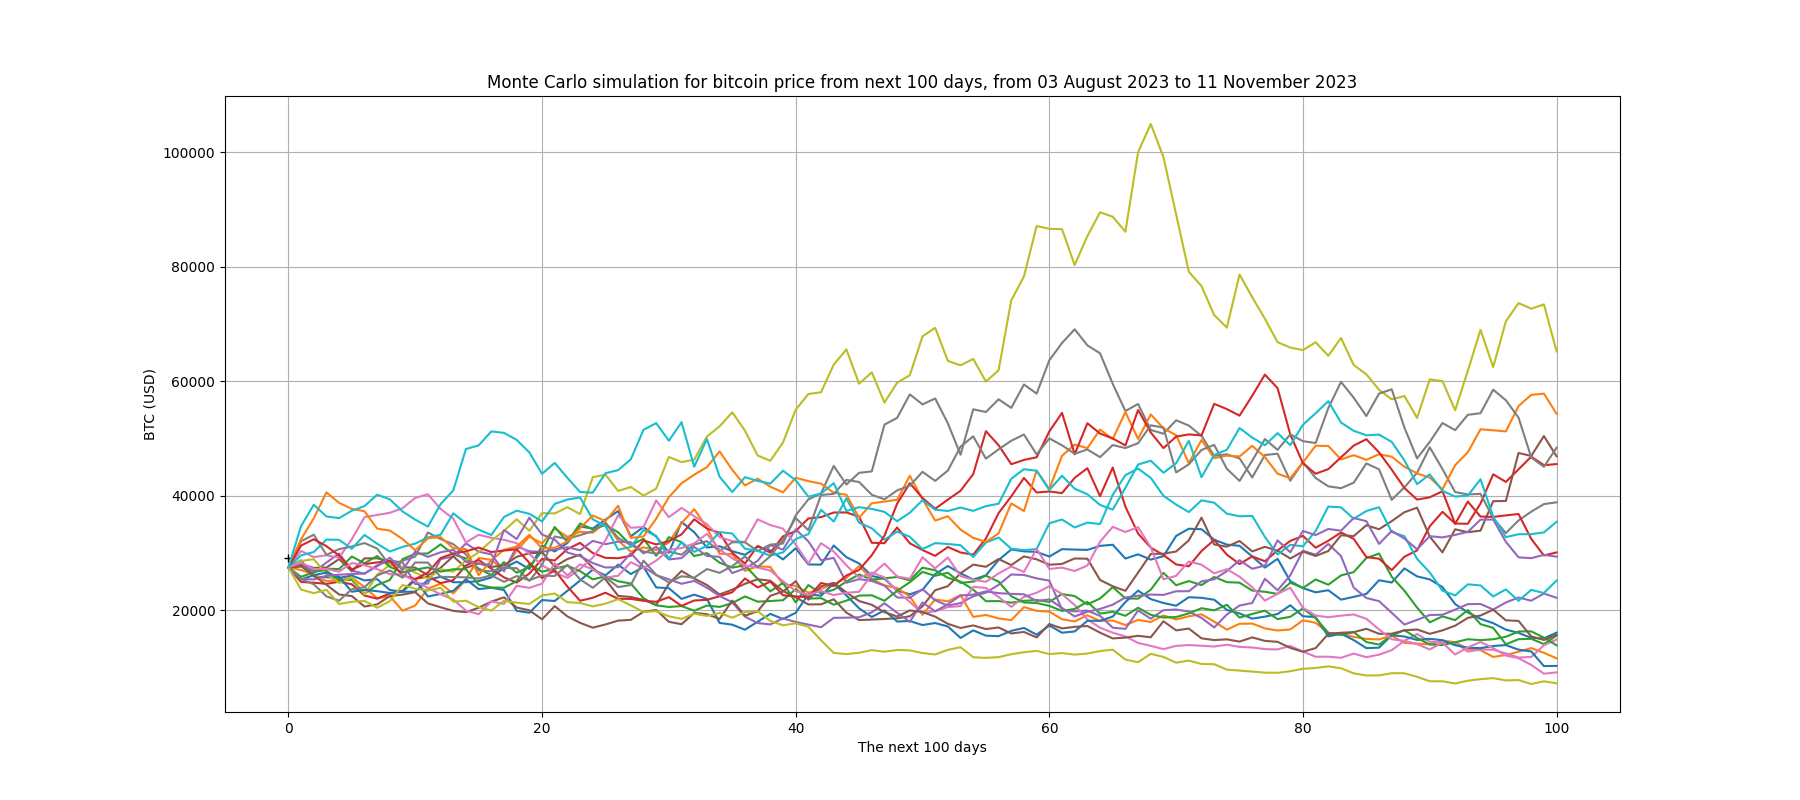 Monte Carlo simulation for bitcoin price from next 100 days, from 03 August 2023 to 11 November 2023
100000
80000
60000
40000
20000
BTC (USD)
0 20 40 60 80 100
The next 100 days